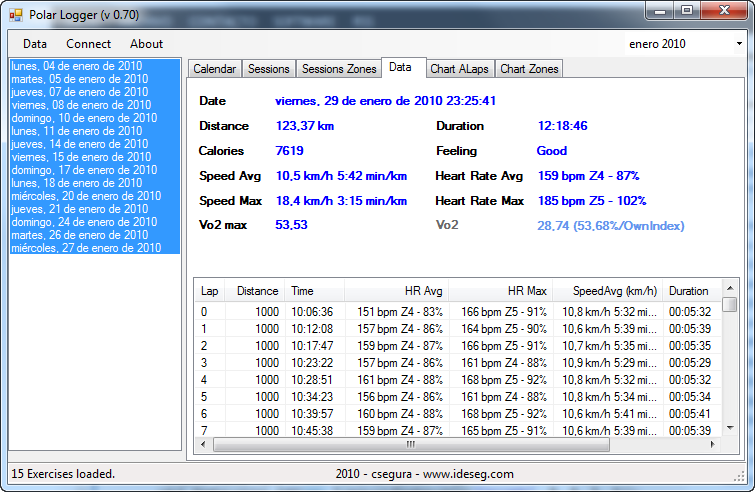 Polar Logger (v 0.70)
Data Connect About enero 2010
lunes, 04 de enero de 2010
martes, 05 de enero de 2010
jueves, 07 de enero de 2010
viernes, 08 de enero de 2010
domingo, 10 de enero de 2010
lunes, 11 de enero de 2010
jueves, 14 de enero de 2010
viernes, 15 de enero de 2010
domingo, 17 de enero de 2010
lunes, 18 de enero de 2010
miércoles, 20 de enero de 2010
jueves, 21 de enero de 2010
domingo, 24 de enero de 2010
martes, 26 de enero de 2010
miércoles, 27 de enero de 2010
Calendar Sessions Sessions Zones Data Chart ALaps Chart Zones
Date viernes, 29 de enero de 2010 23:25:41
Distance 123,37 km Duration 12:18:46
Calories 7619 Feeling Good
Speed Avg 10,5 km/h 5:42 min/km Heart Rate Avg 159 bpm Z4 - 87%
Speed Max 18,4 km/h 3:15 min/km Heart Rate Max 185 bpm Z5 - 102%
Vo2 max 53,53 Vo2 28,74 (53,68%/OwnIndex)
Lap Distance Time HR Avg HR Max SpeedAvg (km/h) Duration
0 1000 10:06:36 151 bpm Z4 - 83% 166 bpm Z5 - 91% 10,8 km/h 5:32 mi... 00:05:32
1 1000 10:12:08 157 bpm Z4 - 86% 164 bpm Z5 - 90% 10,6 km/h 5:39 mi... 00:05:39
2 1000 10:17:47 159 bpm Z4 - 87% 166 bpm Z5 - 91% 10,7 km/h 5:35 mi... 00:05:35
3 1000 10:23:22 157 bpm Z4 - 86% 161 bpm Z4 - 88% 10,9 km/h 5:29 mi... 00:05:29
4 1000 10:28:51 161 bpm Z4 - 88% 168 bpm Z5 - 92% 10,8 km/h 5:32 mi... 00:05:32
5 1000 10:34:23 156 bpm Z4 - 86% 161 bpm Z4 - 88% 10,8 km/h 5:34 mi... 00:05:34
6 1000 10:39:57 160 bpm Z4 - 88% 168 bpm Z5 - 92% 10,6 km/h 5:41 mi... 00:05:41
7 1000 10:45:38 159 bpm Z4 - 87% 165 bpm Z5 - 91% 10,6 km/h 5:39 mi... 00:05:39
15 Exercises loaded. 2010 - csegura - www.ideseg.com